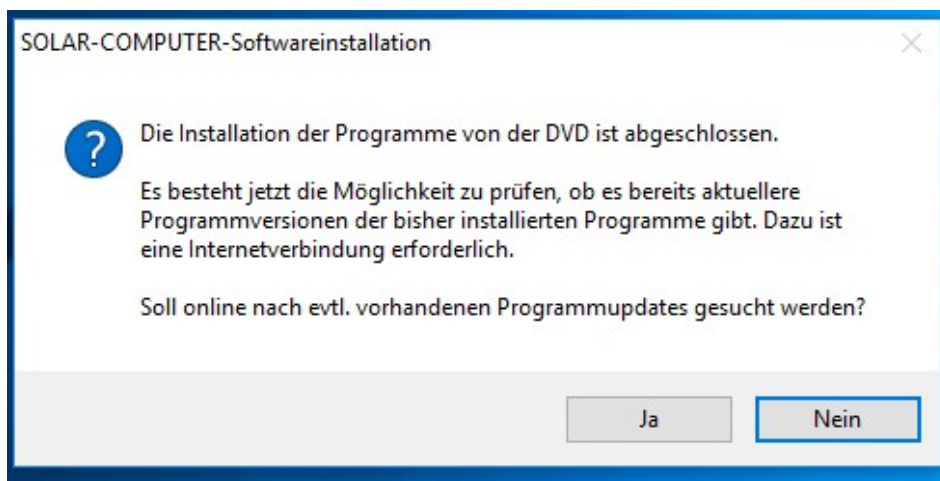 SOLAR-COMPUTER-Softwareinstallation
Die Installation der Programme von der DVD ist abgeschlossen.
Es besteht jetzt die Möglichkeit zu prüfen, ob es bereits aktuellere
Programmversionen der bisher installierten Programme gibt. Dazu ist
eine Internetverbindung erforderlich.
Soll online nach evtl. vorhandenen Programmupdates gesucht werden?
Ja
Nein